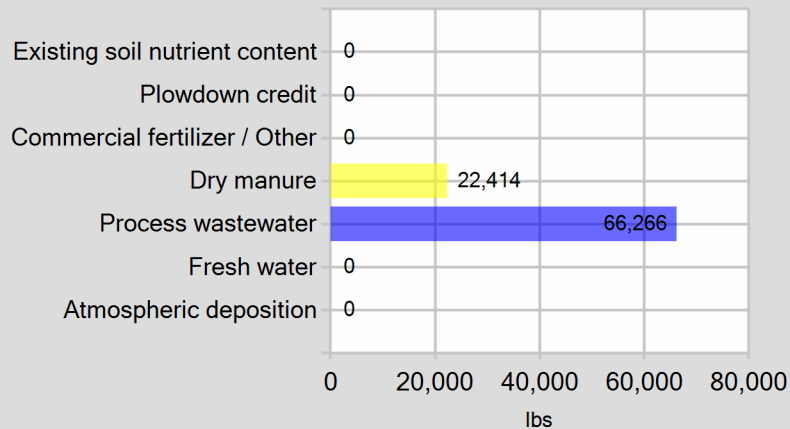 Existing soil nutrient content 0
Plowdown credit 0
Commercial fertilizer / Other 0
Dry manure 22,414
Process wastewater 66,266
Fresh water 0
Atmospheric deposition 0
0 20,000 40,000 60,000 80,000
lbs